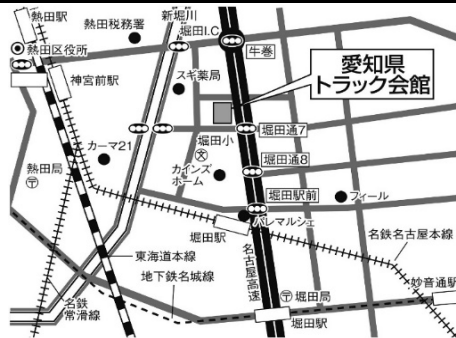 熱田駅
熱田税務署
新堀川
堀田I.C
牛巻
熱田区役所
神宮前駅
スギ薬局
愛知県
トラック会館
堀田通7
カーマ21
堀田小
堀田通8
熱田局
カインズ
ホーム
堀田駅前
フィール
パレマルシェ
堀田駅
名鉄名古屋本線
東海道本線
名古屋高速
地下鉄名城線
妙音通駅
堀田局
名鉄
常滑線
堀田駅